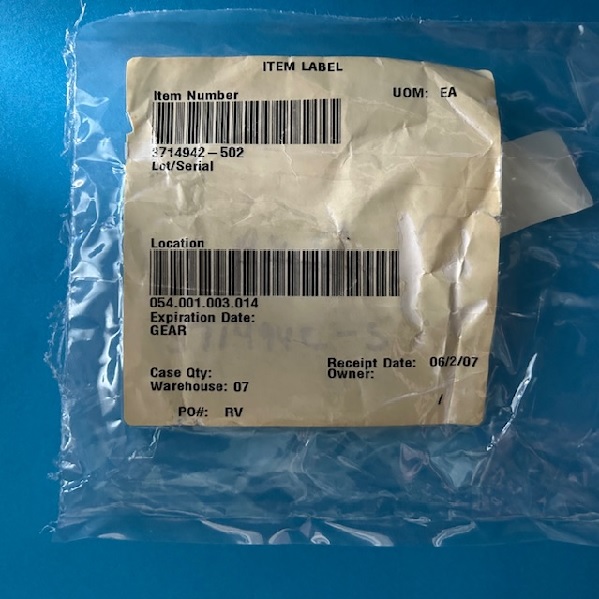 ITEM LABEL
Item Number UOM: EA
3714942-502
Lot/Serial
Location
054.001.003.014
Expiration Date:
GEAR
Receipt Date: 06/2/07
Case Qty: Owner:
Warehouse: 07
/
PO#: RV